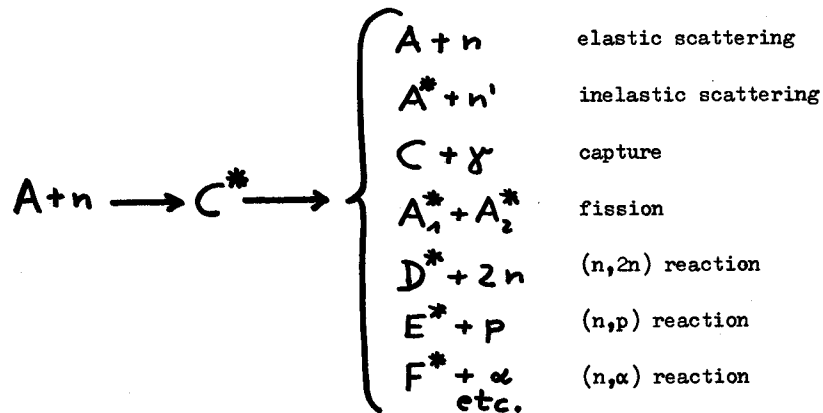 A + n elastic scattering
A* + n' inelastic scattering
C + γ capture
A + n → C* → A₁* + A₂* fission
D* + 2n (n,2n) reaction
E* + p (n,p) reaction
F* + α (n,α) reaction
etc.